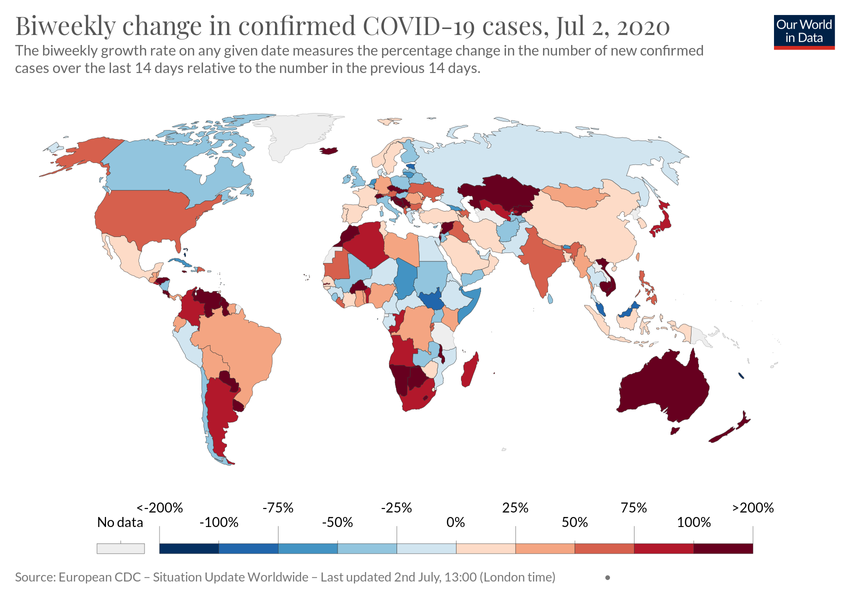 Biweekly change in confirmed COVID-19 cases, Jul 2, 2020
Our World
in Data
The biweekly growth rate on any given date measures the percentage change in the number of new confirmed
cases over the last 14 days relative to the number in the previous 14 days.
<-200% -75% -25% 25% 75% >200%
No data -100% -50% 0% 50% 100%
Source: European CDC – Situation Update Worldwide – Last updated 2nd July, 13:00 (London time) •